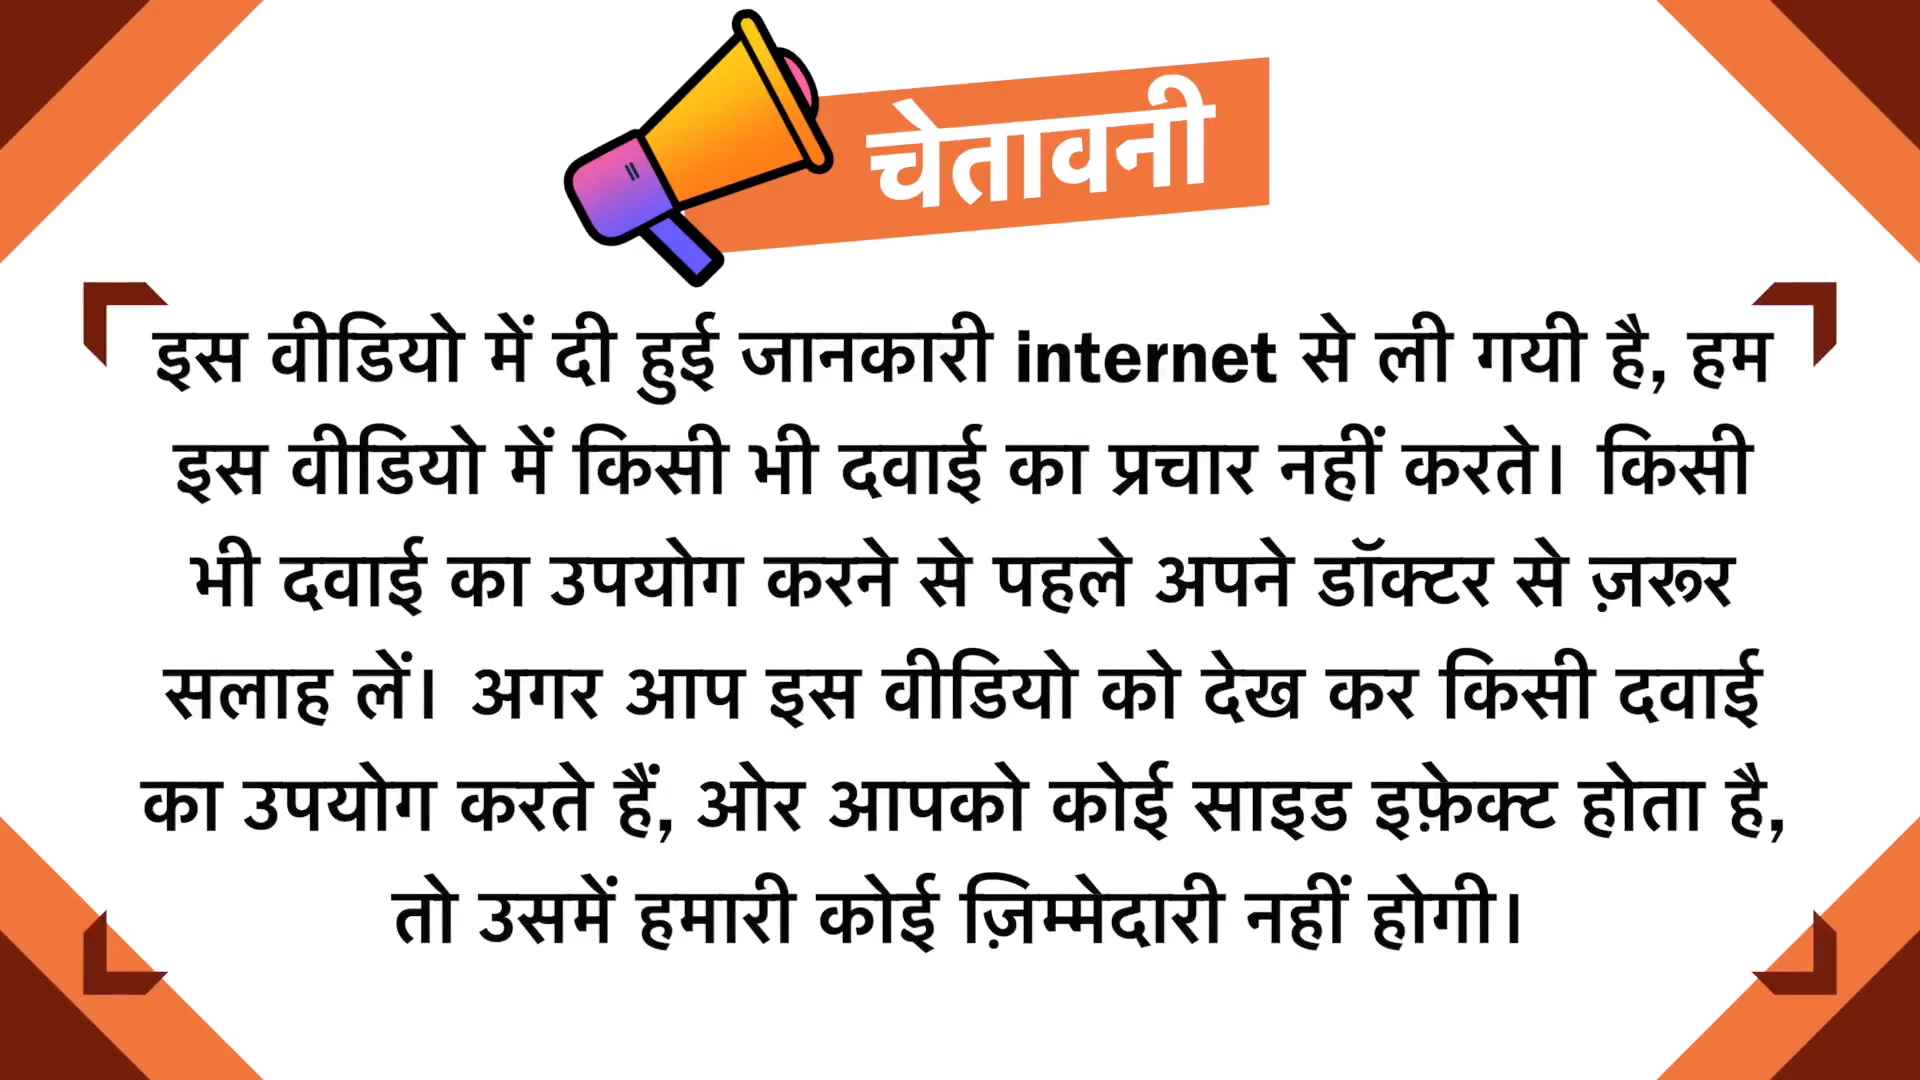 चेतावनी
इस वीडियो में दी हुई जानकारी internet से ली गयी है, हम
इस वीडियो में किसी भी दवाई का प्रचार नहीं करते। किसी
भी दवाई का उपयोग करने से पहले अपने डॉक्टर से ज़रूर
सलाह लें। अगर आप इस वीडियो को देख कर किसी दवाई
का उपयोग करते हैं, ओर आपको कोई साइड इफ़ेक्ट होता है,
तो उसमें हमारी कोई ज़िम्मेदारी नहीं होगी।